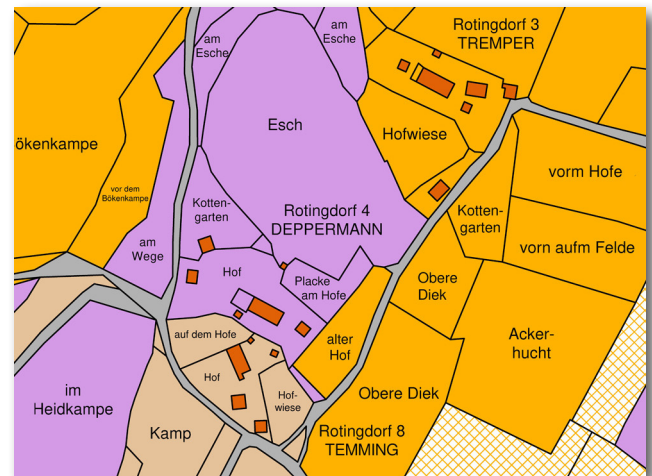 am
Esche
am
Esche
Rotingdorf 3
TREMPER
Esch
Hofwiese
ökenkampe
vor dem
Bökenkampe
vorm Hofe
Kotten-
garten
Rotingdorf 4
DEPPERMANN
Kotten-
garten
vorn aufm Felde
am
Wege
Hof
Placke
am Hofe
Obere
Diek
auf dem Hofe
alter
Hof
Acker-
hucht
Hof
im
Heidkampe
Hof-
wiese
Obere Diek
Kamp
Rotingdorf 8
TEMMING